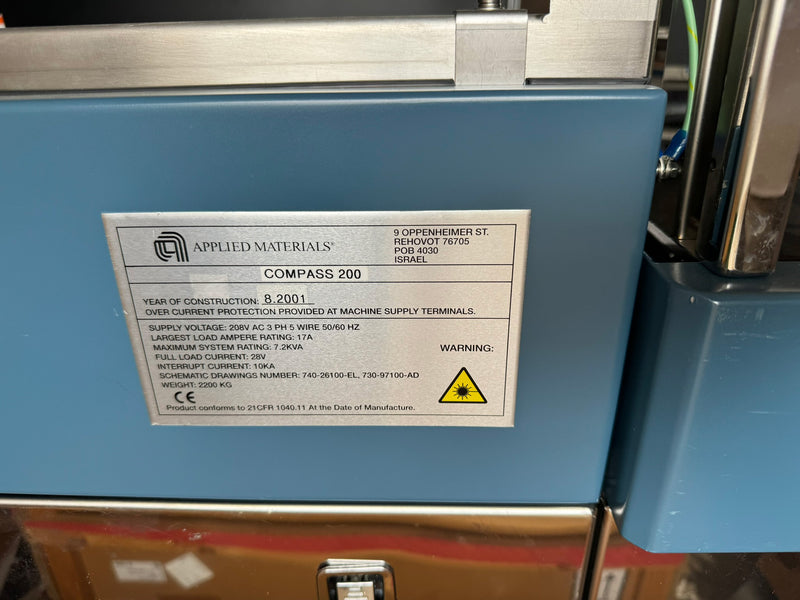 APPLIED MATERIALS®
9 OPPENHEIMER ST.
REHOVOT 76705
POB 4030
ISRAEL
COMPASS 200
YEAR OF CONSTRUCTION: 8.2001
OVER CURRENT PROTECTION PROVIDED AT MACHINE SUPPLY TERMINALS.
SUPPLY VOLTAGE: 208V AC 3 PH 5 WIRE 50/60 HZ
LARGEST LOAD AMPERE RATING: 17A
MAXIMUM SYSTEM RATING: 7.2KVA
FULL LOAD CURRENT: 28V
INTERRUPT CURRENT: 10KA
SCHEMATIC DRAWINGS NUMBER: 740-26100-EL, 730-97100-AD
WEIGHT: 2200 KG
WARNING:
CE
Product conforms to 21CFR 1040.11 At the Date of Manufacture.